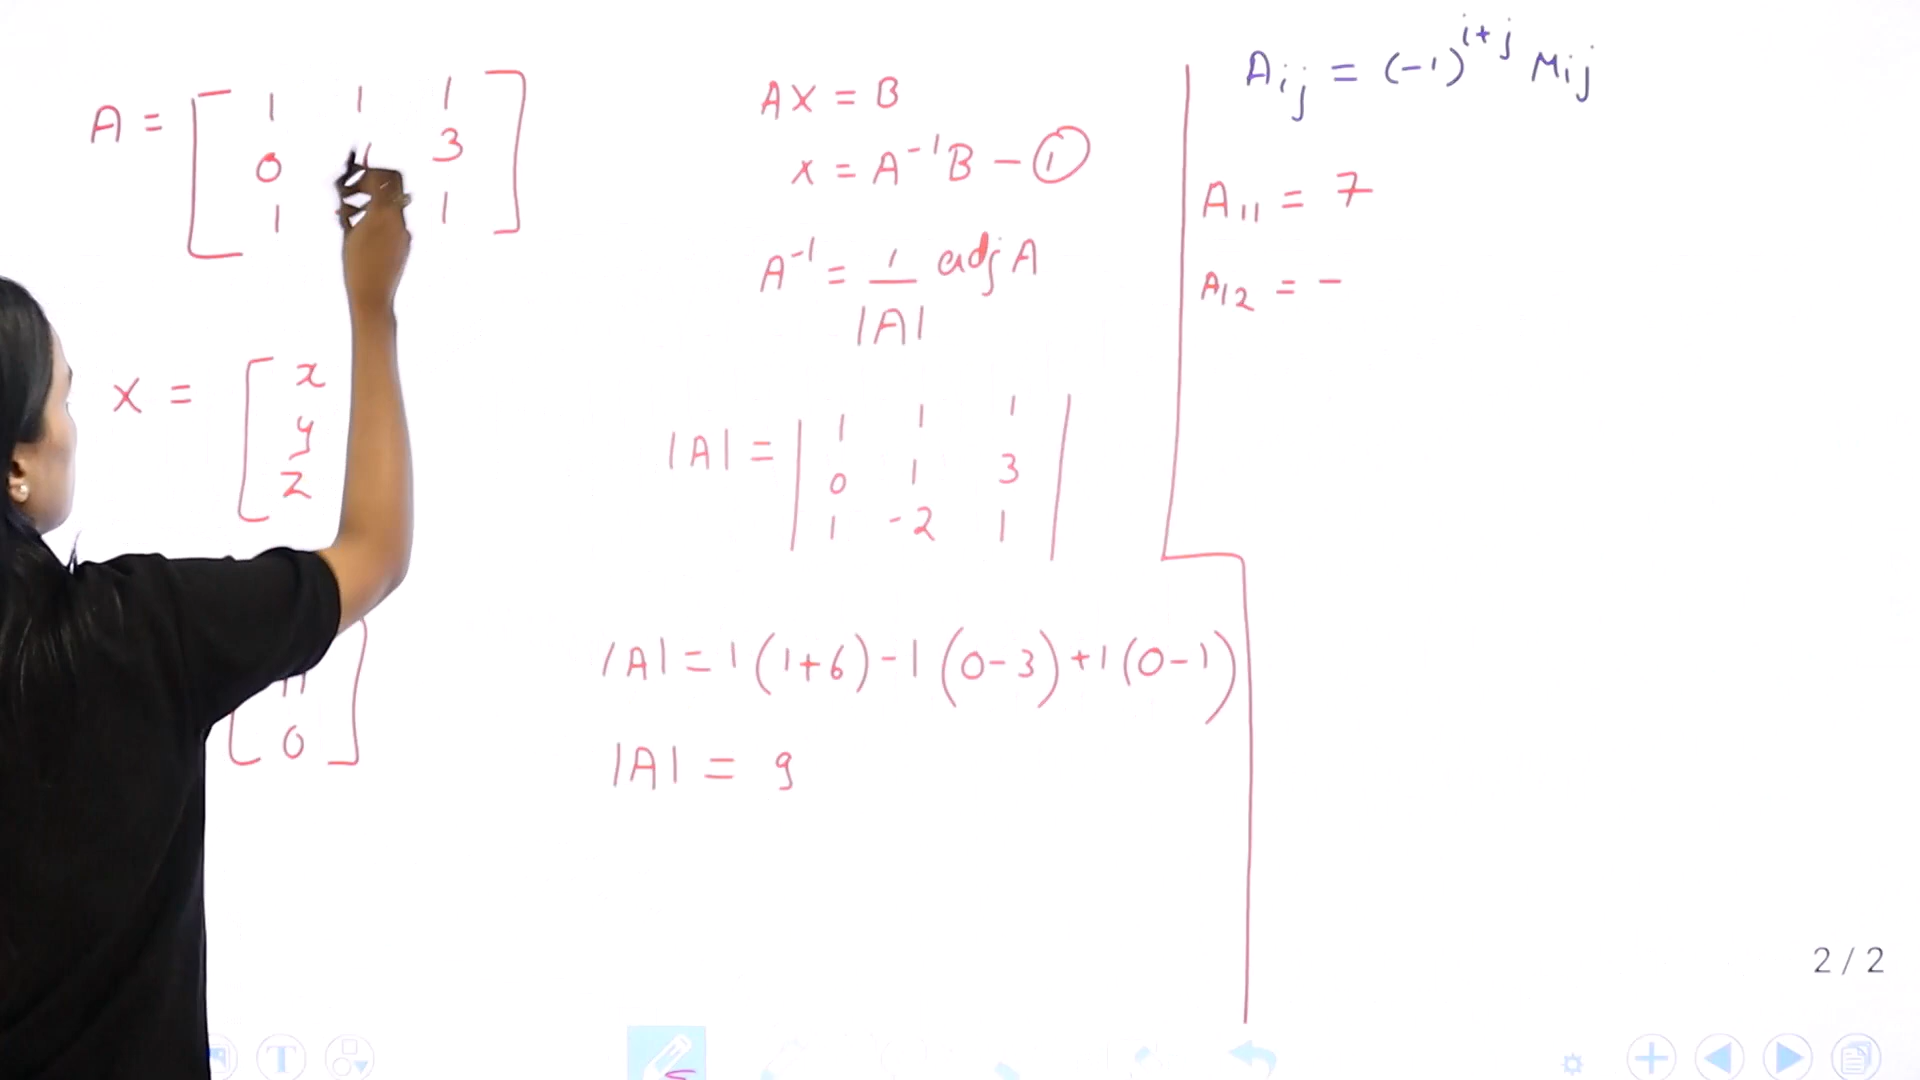 A = [ 1 1 1
0 1 3
1 1 ]
X = [ x
y
z
11
0 ]
AX = B
x = A⁻¹B – ①
A⁻¹ = 1/|A| adj A
|A| = | 1 1 1
0 1 3
1 -2 1 |
|A| = 1(1+6)-1(0-3)+1(0-1)
|A| = 9
Aij = (-1)^(i+j) Mij
A11 = 7
A12 = -
2 / 2
T